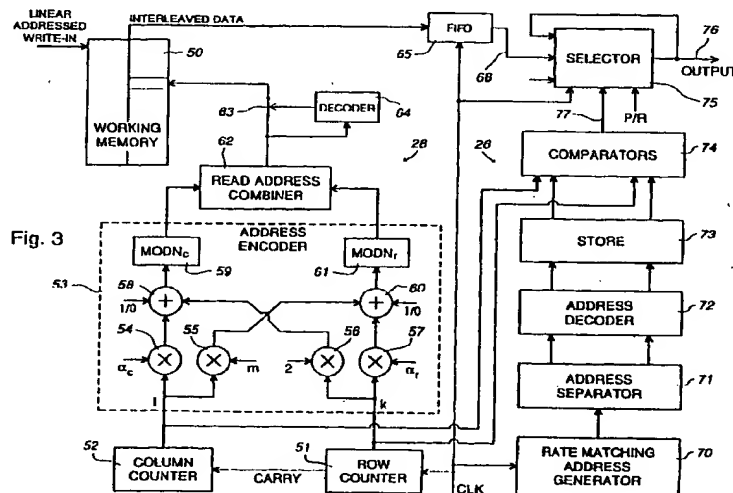 LINEAR
ADDRESSED
WRITE-IN
INTERLEAVED DATA
50
FIFO
65
68
SELECTOR
76
OUTPUT
75
77
P/R
WORKING
MEMORY
63
DECODER
64
62
READ ADDRESS
COMBINER
28
26
COMPARATORS
74
Fig. 3
ADDRESS
ENCODER
53
MODNc
59
MODNr
61
STORE
73
58
+
1/0
+
60
1/0
54
55
56
57
αc
×
×
m
2
×
×
αr
ADDRESS
DECODER
72
ADDRESS
SEPARATOR
71
l
k
52
COLUMN
COUNTER
CARRY
51
ROW
COUNTER
CLK
RATE MATCHING
ADDRESS
GENERATOR
70